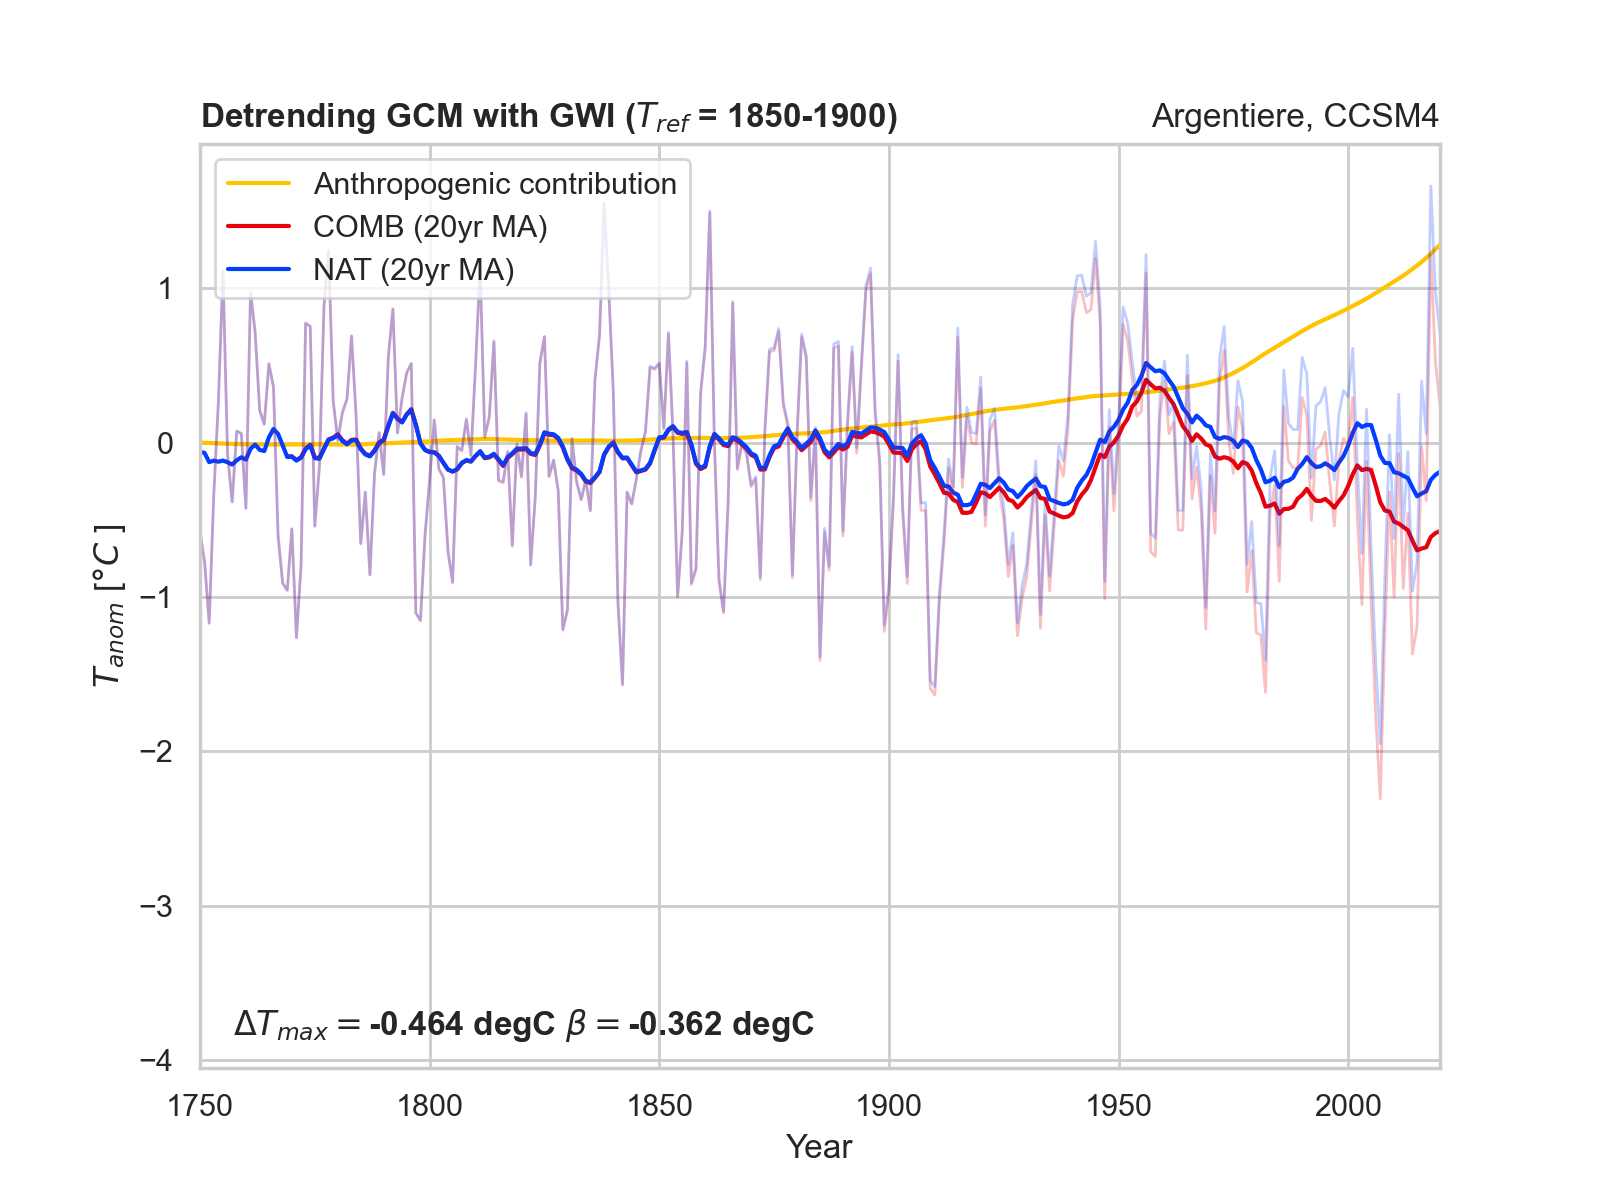 Detrending GCM with GWI (T_ref = 1850-1900)
Argentiere, CCSM4
Anthropogenic contribution
COMB (20yr MA)
NAT (20yr MA)
1
0
−1
−2
−3
−4
T_anom [°C ]
ΔT_max = -0.464 degC β = -0.362 degC
1750 1800 1850 1900 1950 2000
Year